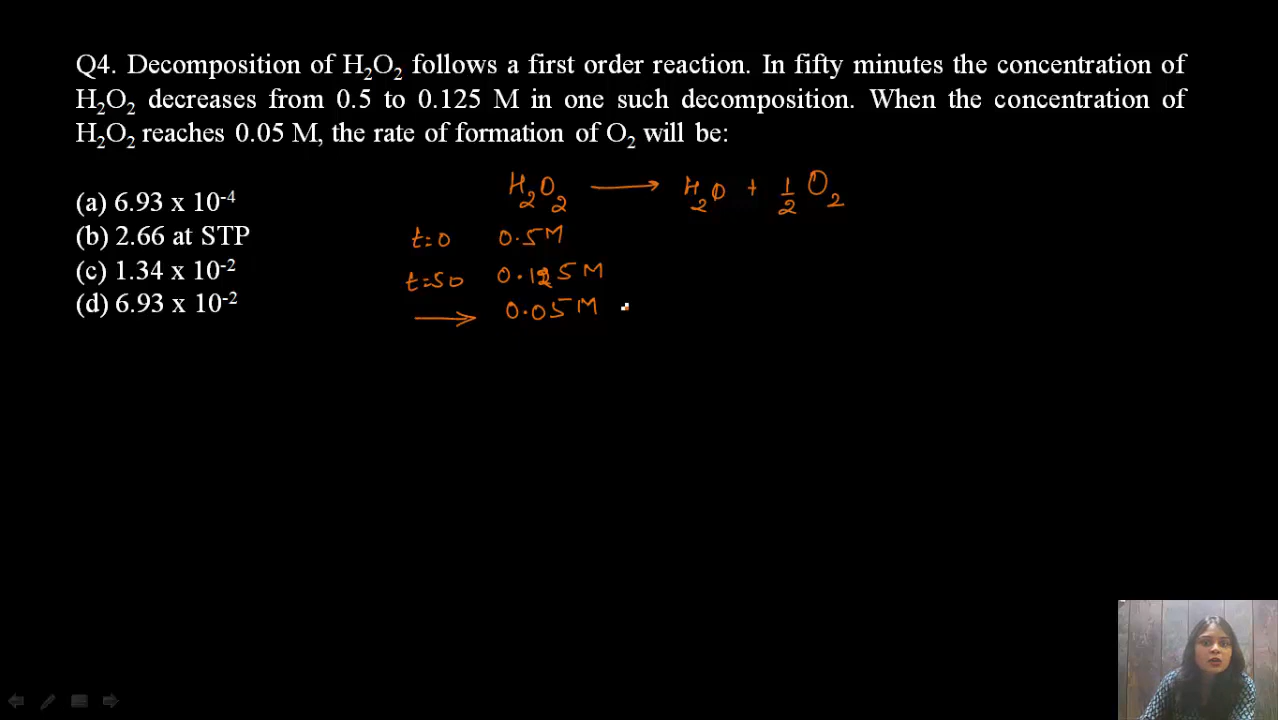 Q4. Decomposition of H₂O₂ follows a first order reaction. In fifty minutes the concentration of
H₂O₂ decreases from 0.5 to 0.125 M in one such decomposition. When the concentration of
H₂O₂ reaches 0.05 M, the rate of formation of O₂ will be:
H₂O₂ ⟶ H₂O + 1/2 O₂
(a) 6.93 x 10⁻⁴
(b) 2.66 at STP
(c) 1.34 x 10⁻²
(d) 6.93 x 10⁻²
t=0 0.5M
t=50 0.125M
⟶ 0.05M